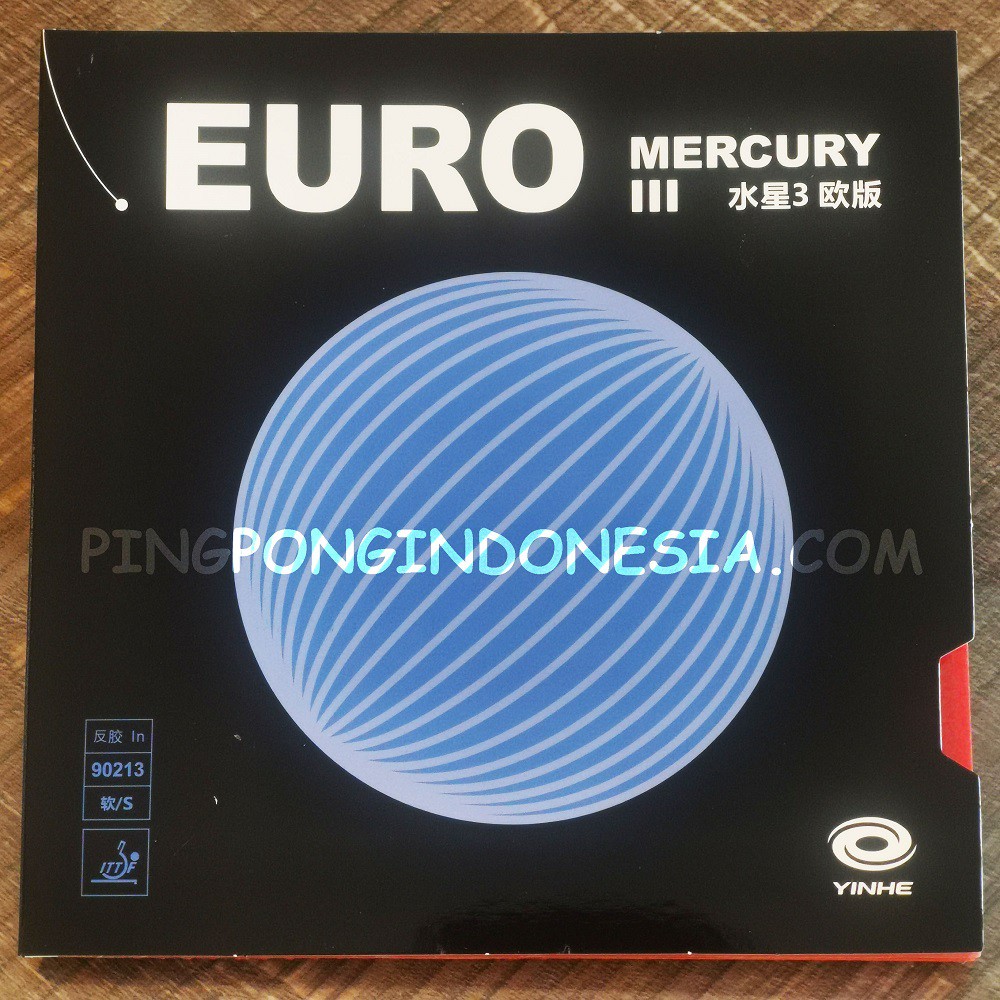 EURO
MERCURY
III 水星3 欧版
PINGPONGINDONESIA.COM
反胶 In
90213
软/S
ITTF
YINHE